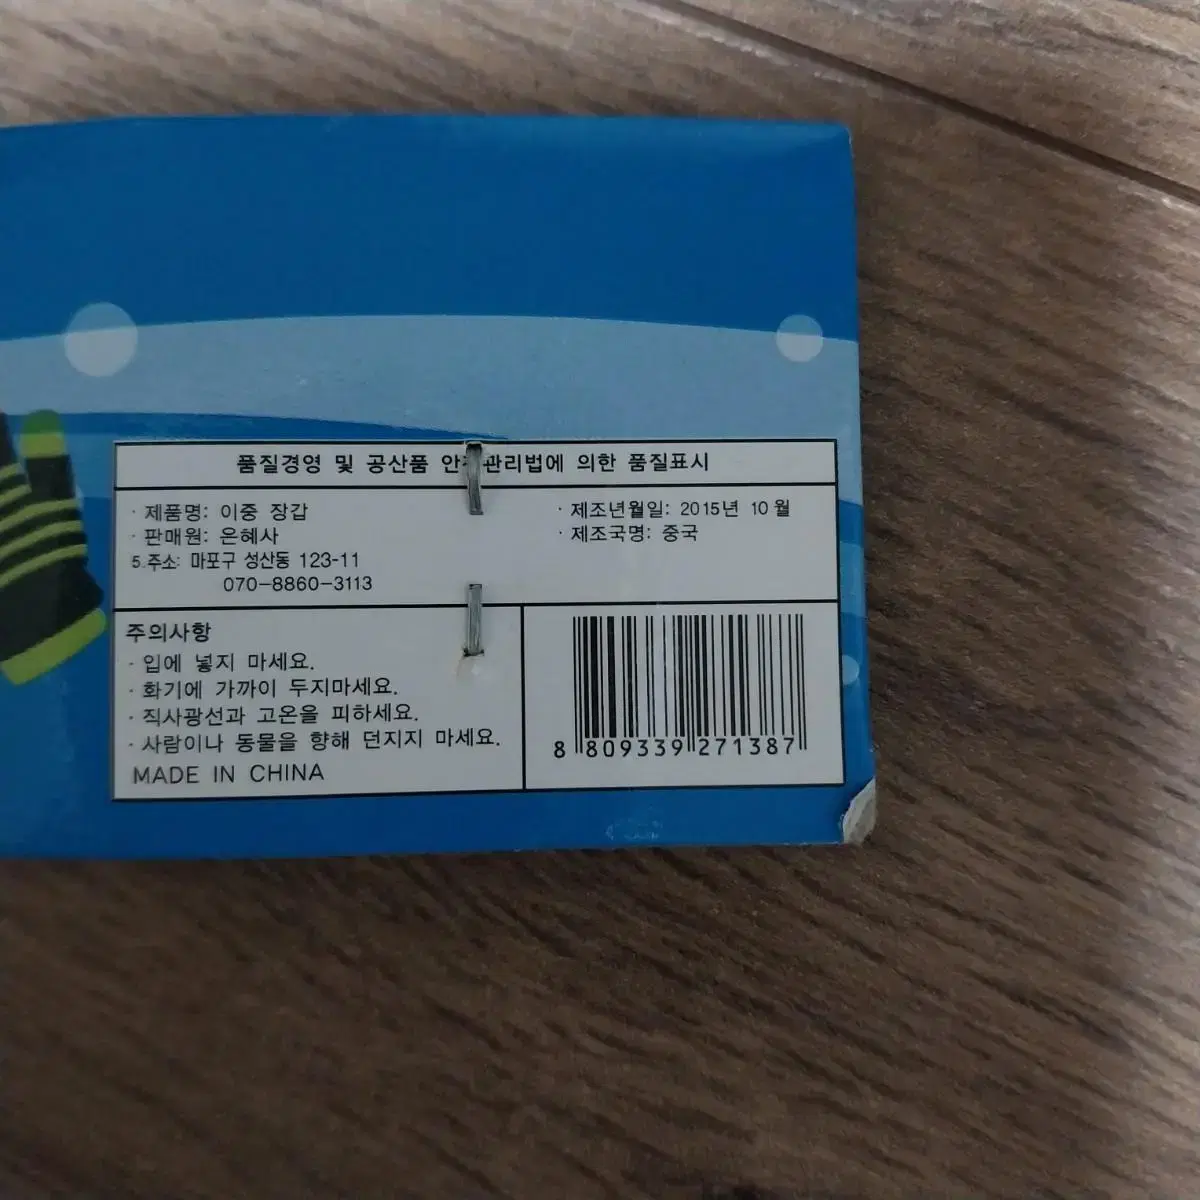 품질경영 및 공산품 안전관리법에 의한 품질표시
· 제품명: 이중 장갑
· 판매원: 은혜사
5.주소: 마포구 성산동 123-11
070-8860-3113
· 제조년월일: 2015년 10월
· 제조국명: 중국
주의사항
· 입에 넣지 마세요.
· 화기에 가까이 두지마세요.
· 직사광선과 고온을 피하세요.
· 사람이나 동물을 향해 던지지 마세요.
MADE IN CHINA
8 809339 271387